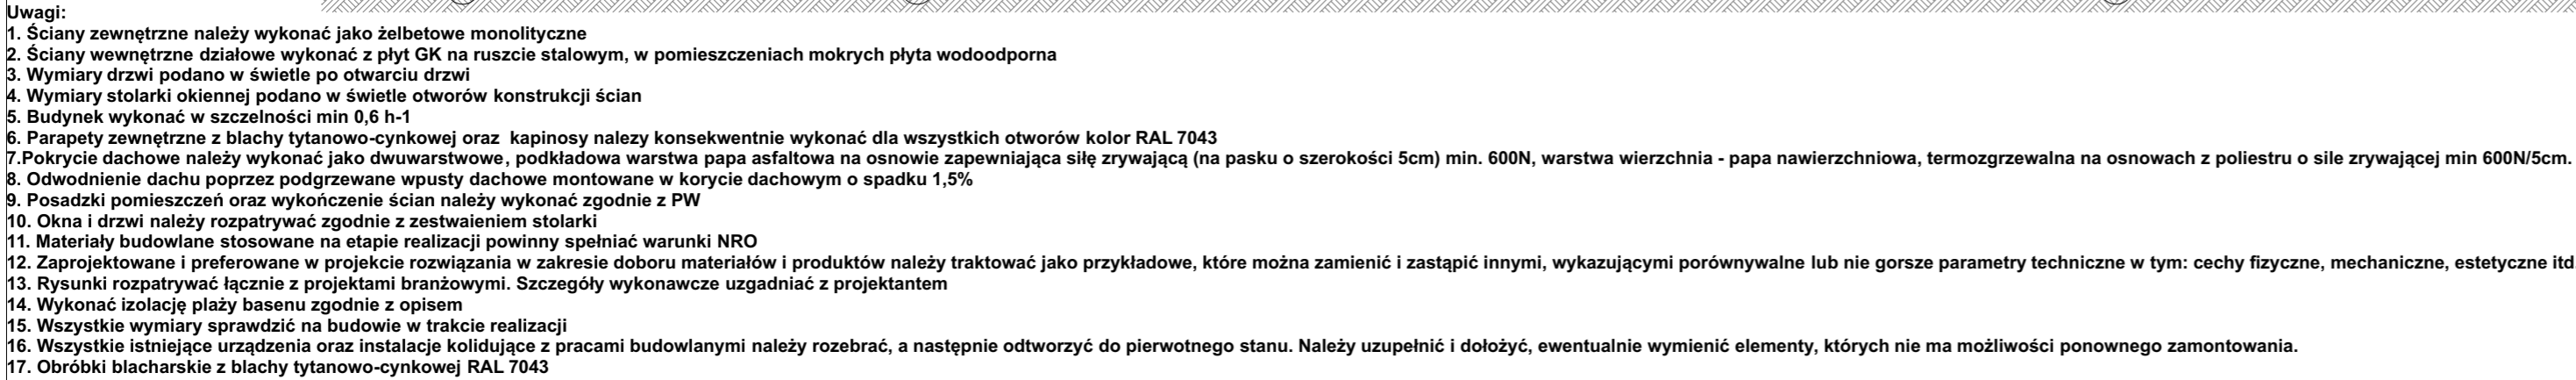 Uwagi:
1. Ściany zewnętrzne należy wykonać jako żelbetowe monolityczne
2. Ściany wewnętrzne działowe wykonać z płyt GK na ruszcie stalowym, w pomieszczeniach mokrych płyta wodoodporna
3. Wymiary drzwi podano w świetle po otwarciu drzwi
4. Wymiary stolarki okiennej podano w świetle otworów konstrukcji ścian
5. Budynek wykonać w szczelności min 0,6 h-1
6. Parapety zewnętrzne z blachy tytanowo-cynkowej oraz  kapinosy nalezy konsekwentnie wykonać dla wszystkich otworów kolor RAL 7043
7.Pokrycie dachowe należy wykonać jako dwuwarstwowe, podkładowa warstwa papa asfaltowa na osnowie zapewniająca siłę zrywającą (na pasku o szerokości 5cm) min. 600N, warstwa wierzchnia - papa nawierzchniowa, termozgrzewalna na osnowach z poliestru o sile zrywającej min 600N/5cm.
8. Odwodnienie dachu poprzez podgrzewane wpusty dachowe montowane w korycie dachowym o spadku 1,5%
9. Posadzki pomieszczeń oraz wykończenie ścian należy wykonać zgodnie z PW
10. Okna i drzwi należy rozpatrywać zgodnie z zestwaieniem stolarki
11. Materiały budowlane stosowane na etapie realizacji powinny spełniać warunki NRO
12. Zaprojektowane i preferowane w projekcie rozwiązania w zakresie doboru materiałów i produktów należy traktować jako przykładowe, które można zamienić i zastąpić innymi, wykazującymi porównywalne lub nie gorsze parametry techniczne w tym: cechy fizyczne, mechaniczne, estetyczne itd
13. Rysunki rozpatrywać łącznie z projektami branżowymi. Szczegóły wykonawcze uzgadniać z projektantem
14. Wykonać izolację plaży basenu zgodnie z opisem
15. Wszystkie wymiary sprawdzić na budowie w trakcie realizacji
16. Wszystkie istniejące urządzenia oraz instalacje kolidujące z pracami budowlanymi należy rozebrać, a następnie odtworzyć do pierwotnego stanu. Należy uzupełnić i dołożyć, ewentualnie wymienić elementy, których nie ma możliwości ponownego zamontowania.
17. Obróbki blacharskie z blachy tytanowo-cynkowej RAL 7043